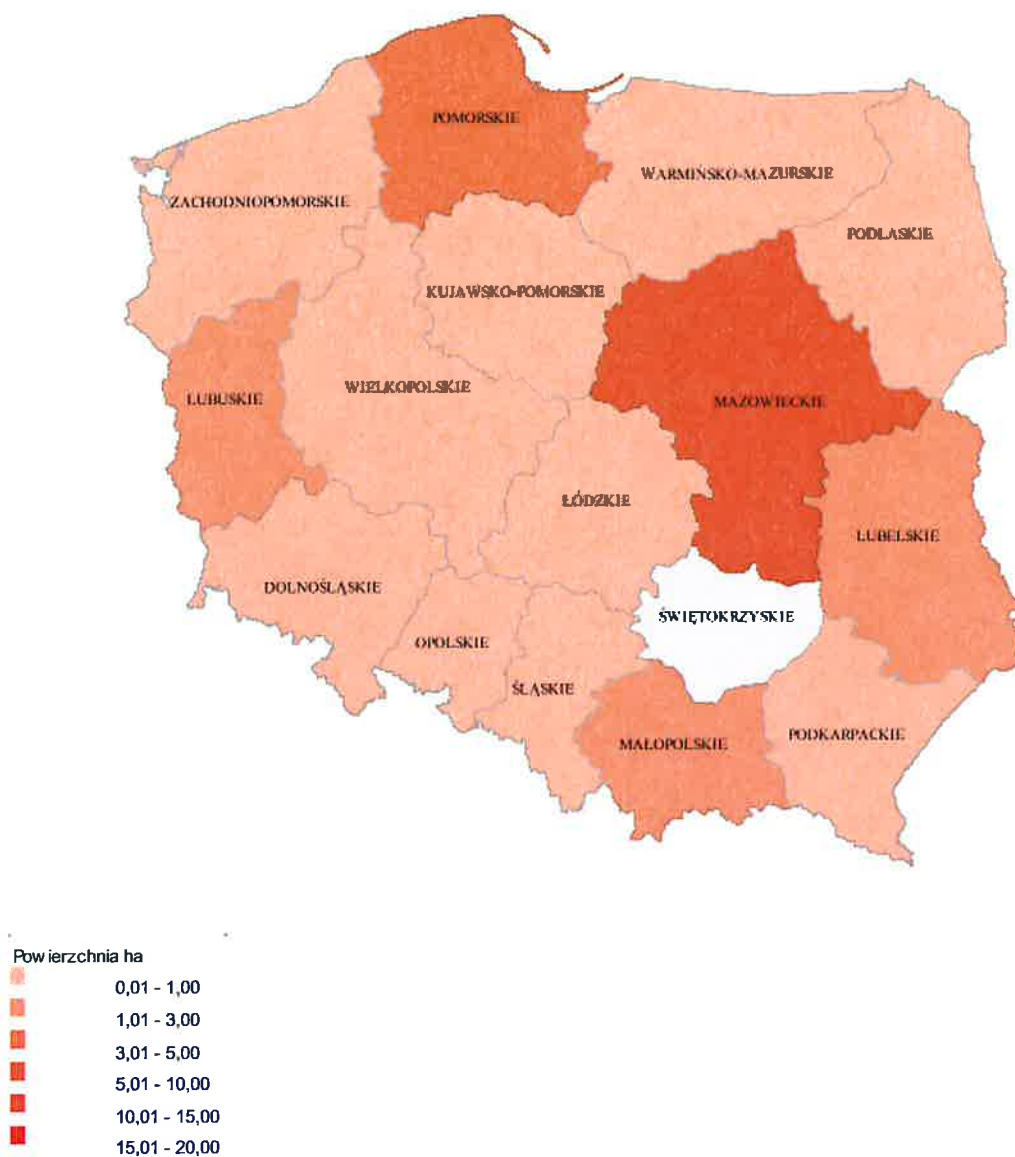 POMORSKIE
WARMIŃSKO-MAZURSKIE
ZACHODNIOPOMORSKIE
PODLASKIE
KUJAWSKO-POMORSKIE
WIELKOPOLSKIE
LUBUSKIE
MAZOWIECKIE
ŁÓDZKIE
LUBELSKIE
DOLNOŚLĄSKIE
ŚWIĘTOKRZYSKIE
OPOLSKIE
ŚLĄSKIE
PODKARPACKIE
MAŁOPOLSKIE
Powierzchnia ha
0,01 - 1,00
1,01 - 3,00
3,01 - 5,00
5,01 - 10,00
10,01 - 15,00
15,01 - 20,00